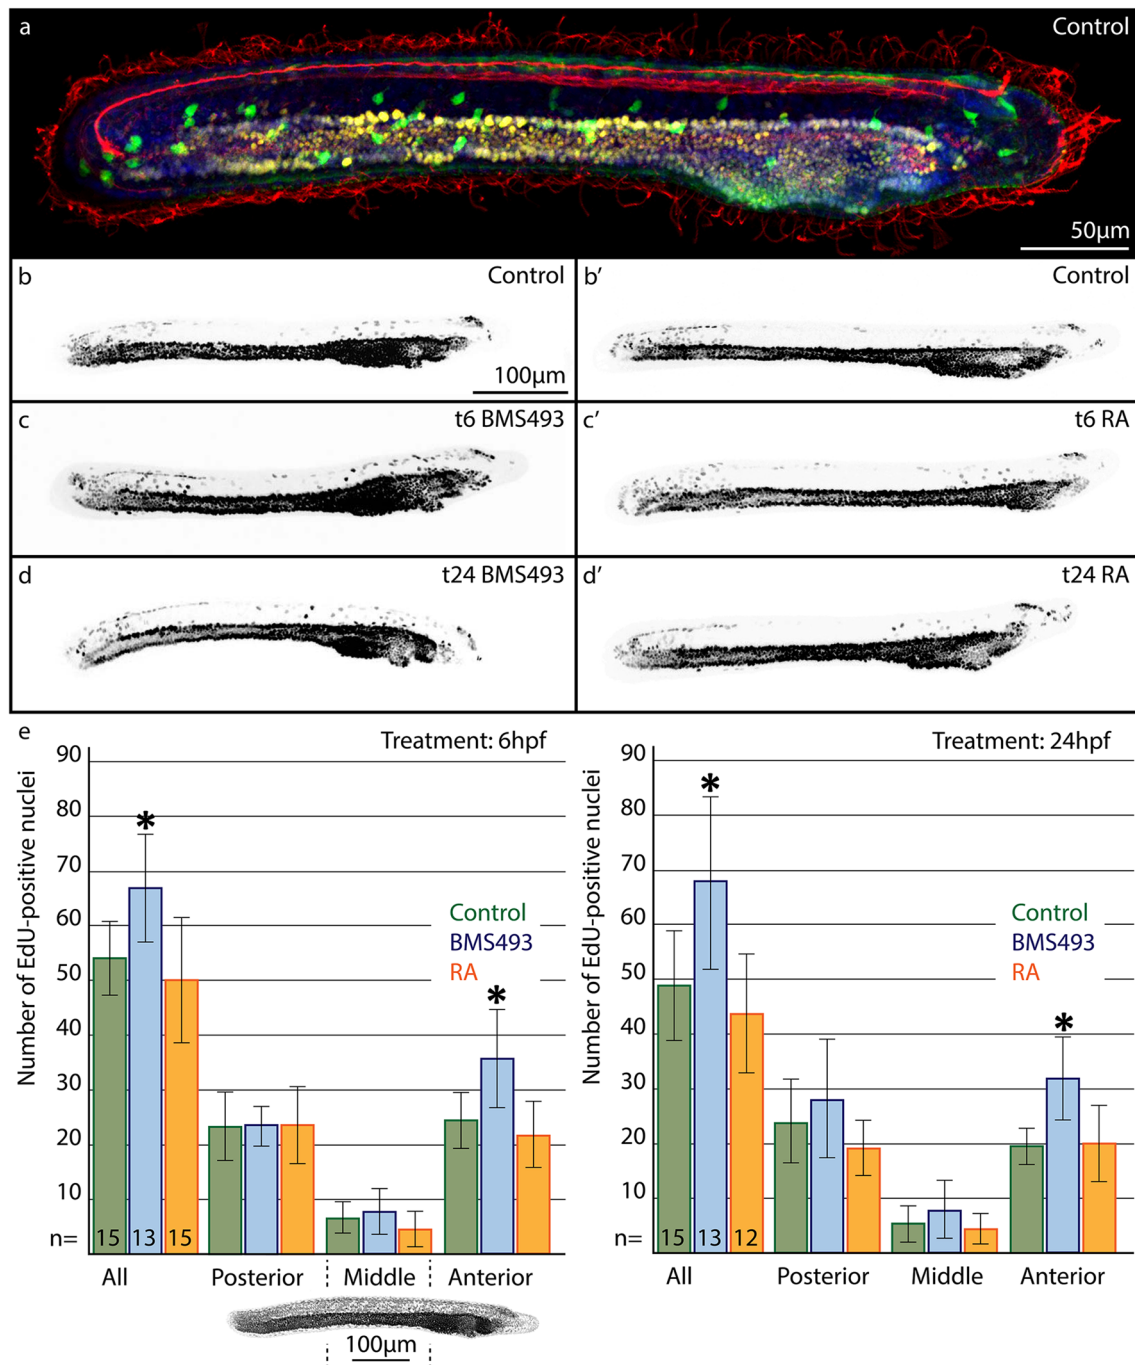 a Control
50µm
b Control
100µm
b′ Control
c t6 BMS493
c′ t6 RA
d t24 BMS493
d′ t24 RA
e
Treatment: 6hpf
Number of EdU-positive nuclei
90
80
70
60
50
40
30
20
10
Control
BMS493
RA
*
*
n= 15 13 15
All Posterior Middle Anterior
100µm
Treatment: 24hpf
Number of EdU-positive nuclei
90
80
70
60
50
40
30
20
10
Control
BMS493
RA
*
*
n= 15 13 12
All Posterior Middle Anterior